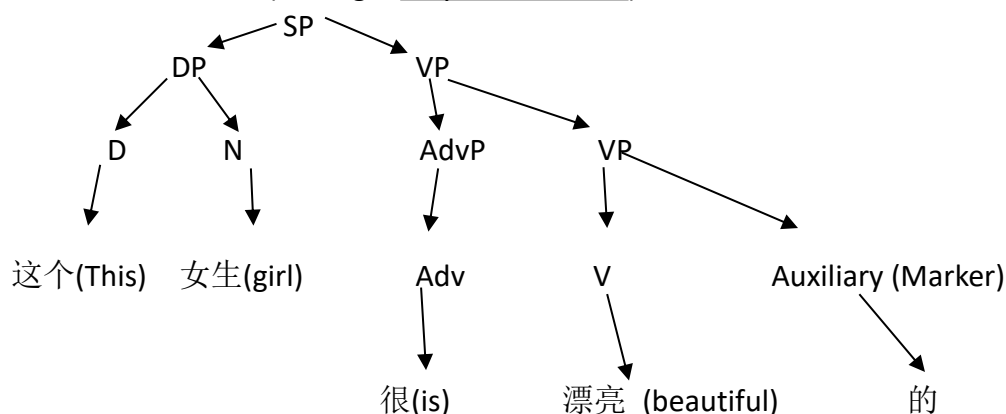 SP
DP VP
D N AdvP VP
这个(This) 女生(girl) Adv V Auxiliary (Marker)
很(is) 漂亮 (beautiful) 的